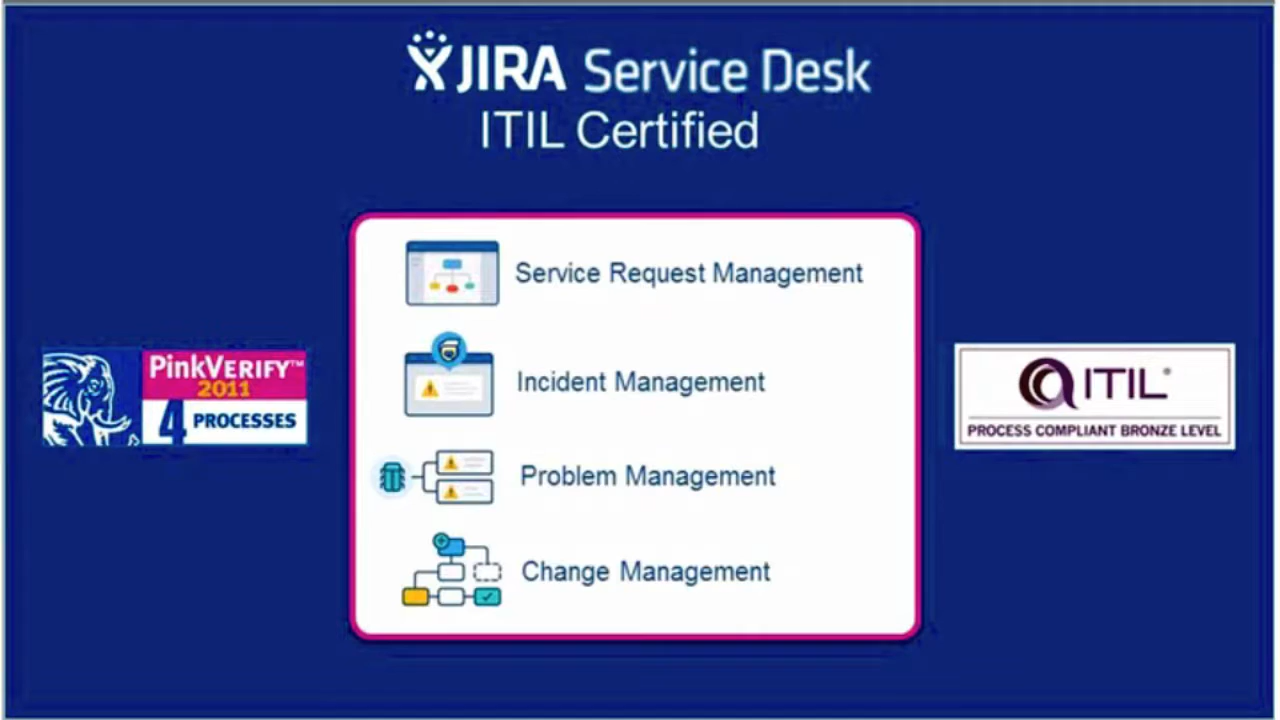 JIRA Service Desk
ITIL Certified
Service Request Management
Incident Management
Problem Management
Change Management
PinkVERIFY™
2011
4 PROCESSES
ITIL®
PROCESS COMPLIANT BRONZE LEVEL